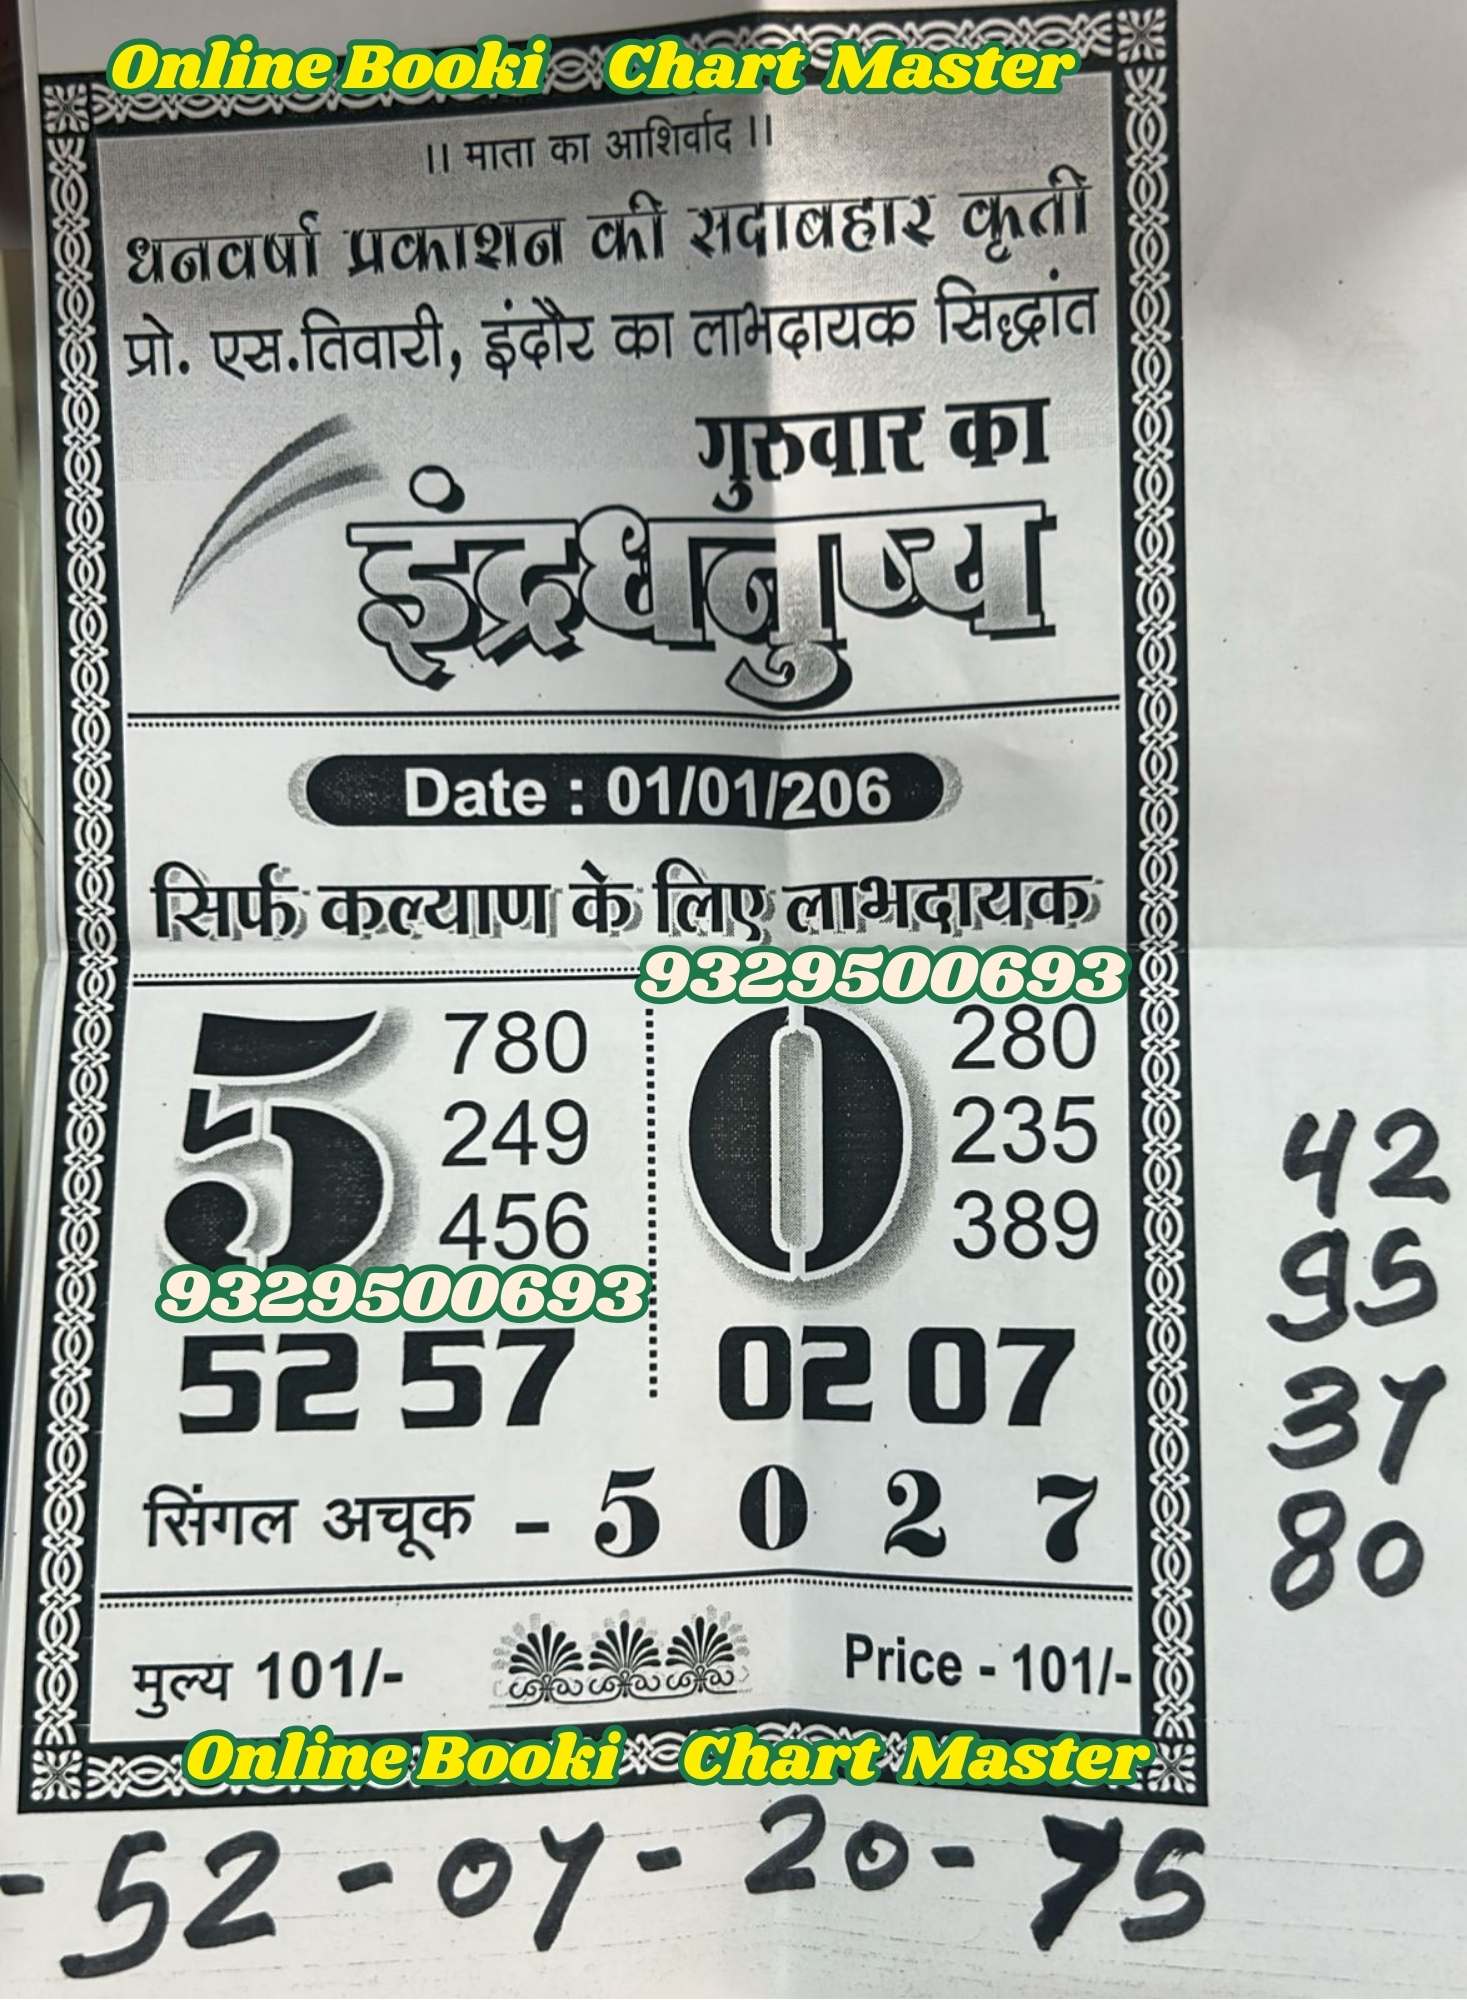 Online Booki Chart Master
।। माता का आशिर्वाद ।।
धनवर्षा प्रकाशन की सदाबहार कृती
प्रो. एस.तिवारी, इंदौर का लाभदायक सिद्धांत
गुरुवार का
इंद्रधनुष्य
Date : 01/01/206
सिर्फ कल्याण के लिए लाभदायक
9329500693
5 780 0 280
249 235
456 389
9329500693
52 57 02 07
सिंगल अचूक - 5 0 2 7
मुल्य 101/- Price - 101/-
Online Booki Chart Master
- 52 - 07 - 20 - 75
42
95
37
80